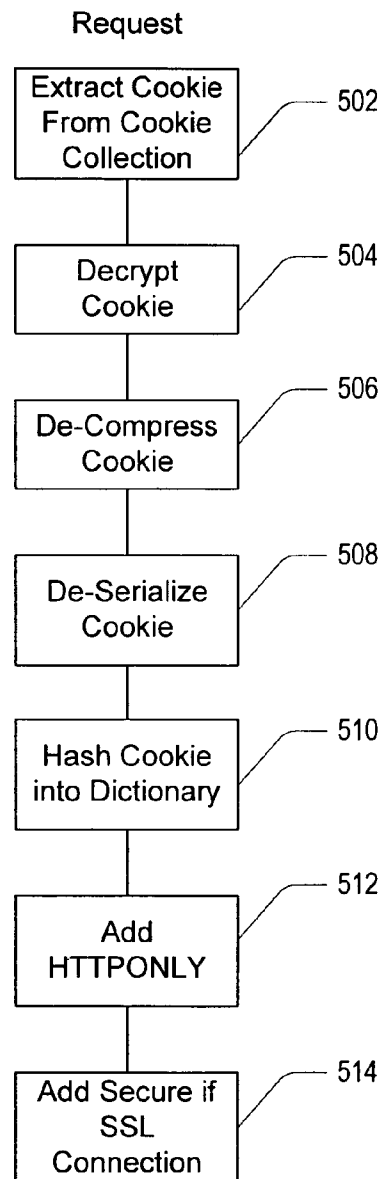 Request
Extract Cookie
From Cookie
Collection
502
Decrypt
Cookie
504
De-Compress
Cookie
506
De-Serialize
Cookie
508
Hash Cookie
into Dictionary
510
Add
HTTPONLY
512
Add Secure if
SSL
Connection
514